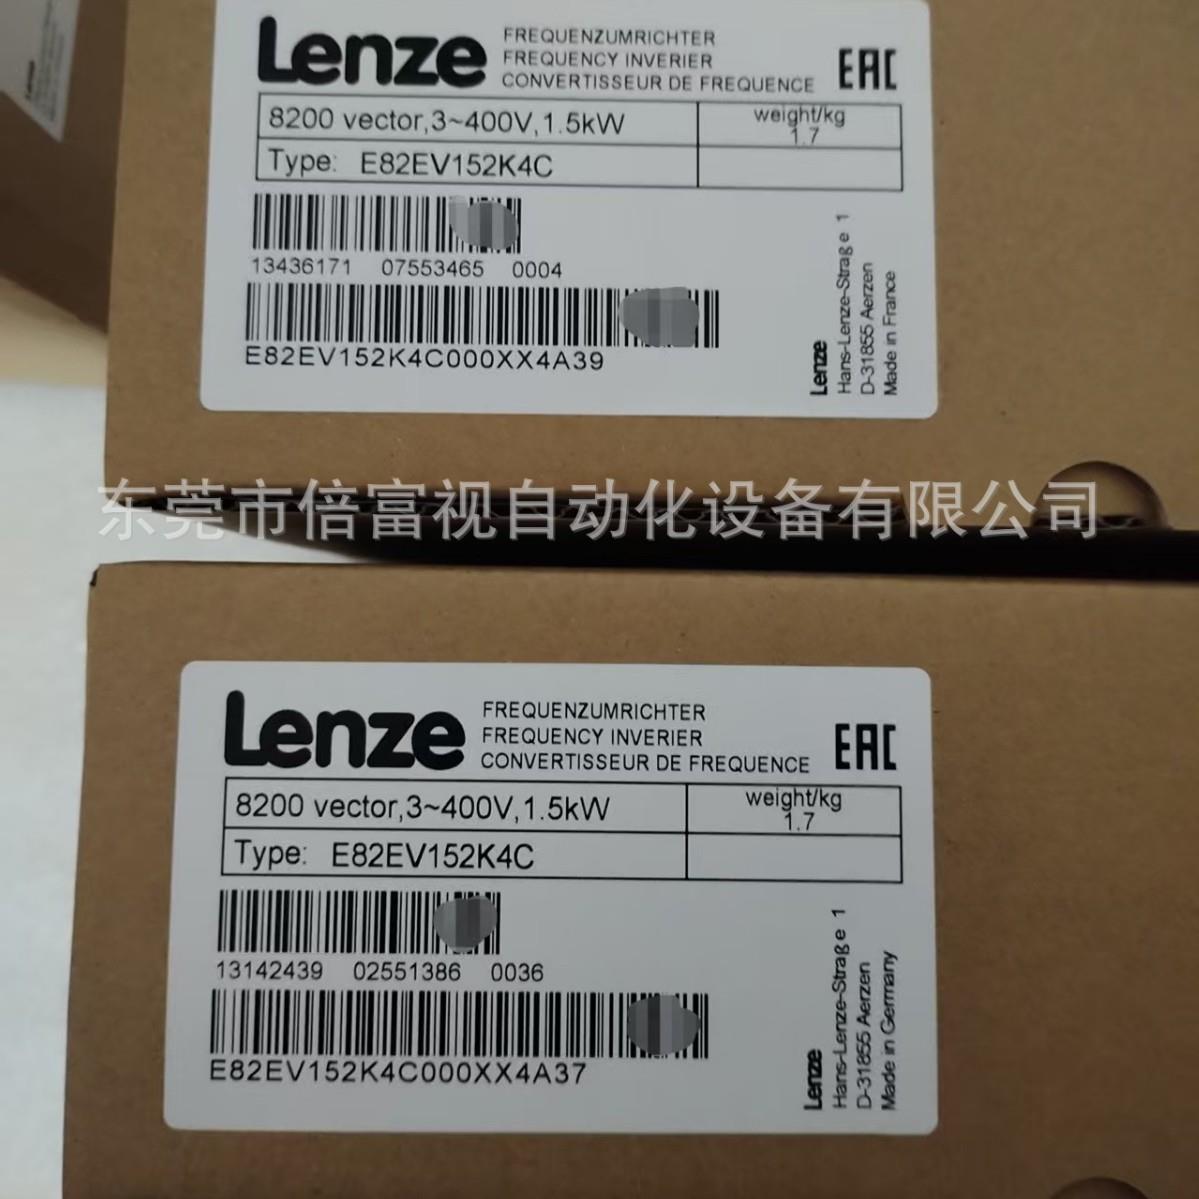 Lenze
FREQUENZUMRICHTER
FREQUENCY INVERIER
CONVERTISSEUR DE FREQUENCE
EAC
8200 vector,3~400V,1.5kW
weight/kg
1.7
Type: E82EV152K4C
13436171 07553465 0004
E82EV152K4C000XX4A39
Lenze
Hans-Lenze-Straße 1
D-31855 Aerzen
Made in France
东莞市倍富视自动化设备有限公司
Lenze
FREQUENZUMRICHTER
FREQUENCY INVERIER
CONVERTISSEUR DE FREQUENCE
EAC
8200 vector,3~400V,1.5kW
weight/kg
1.7
Type: E82EV152K4C
13142439 02551386 0036
E82EV152K4C000XX4A37
Lenze
Hans-Lenze-Straße 1
D-31855 Aerzen
Made in Germany